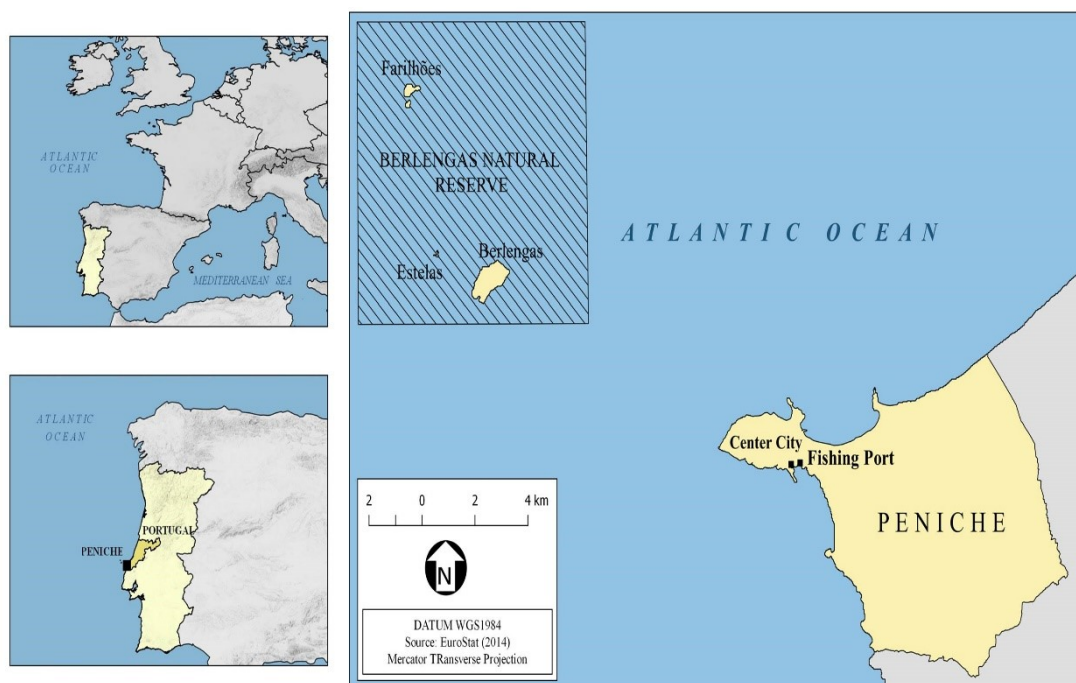 ATLANTIC
OCEAN
MEDITERRANEAN SEA
ATLANTIC
OCEAN
PORTUGAL
PENICHE
Farilhões
BERLENGAS NATURAL
RESERVE
Berlengas
Estelas
ATLANTIC OCEAN
Center City
Fishing Port
PENICHE
2 0 2 4 km
N
DATUM WGS1984
Source: EuroStat (2014)
Mercator TRansverse Projection